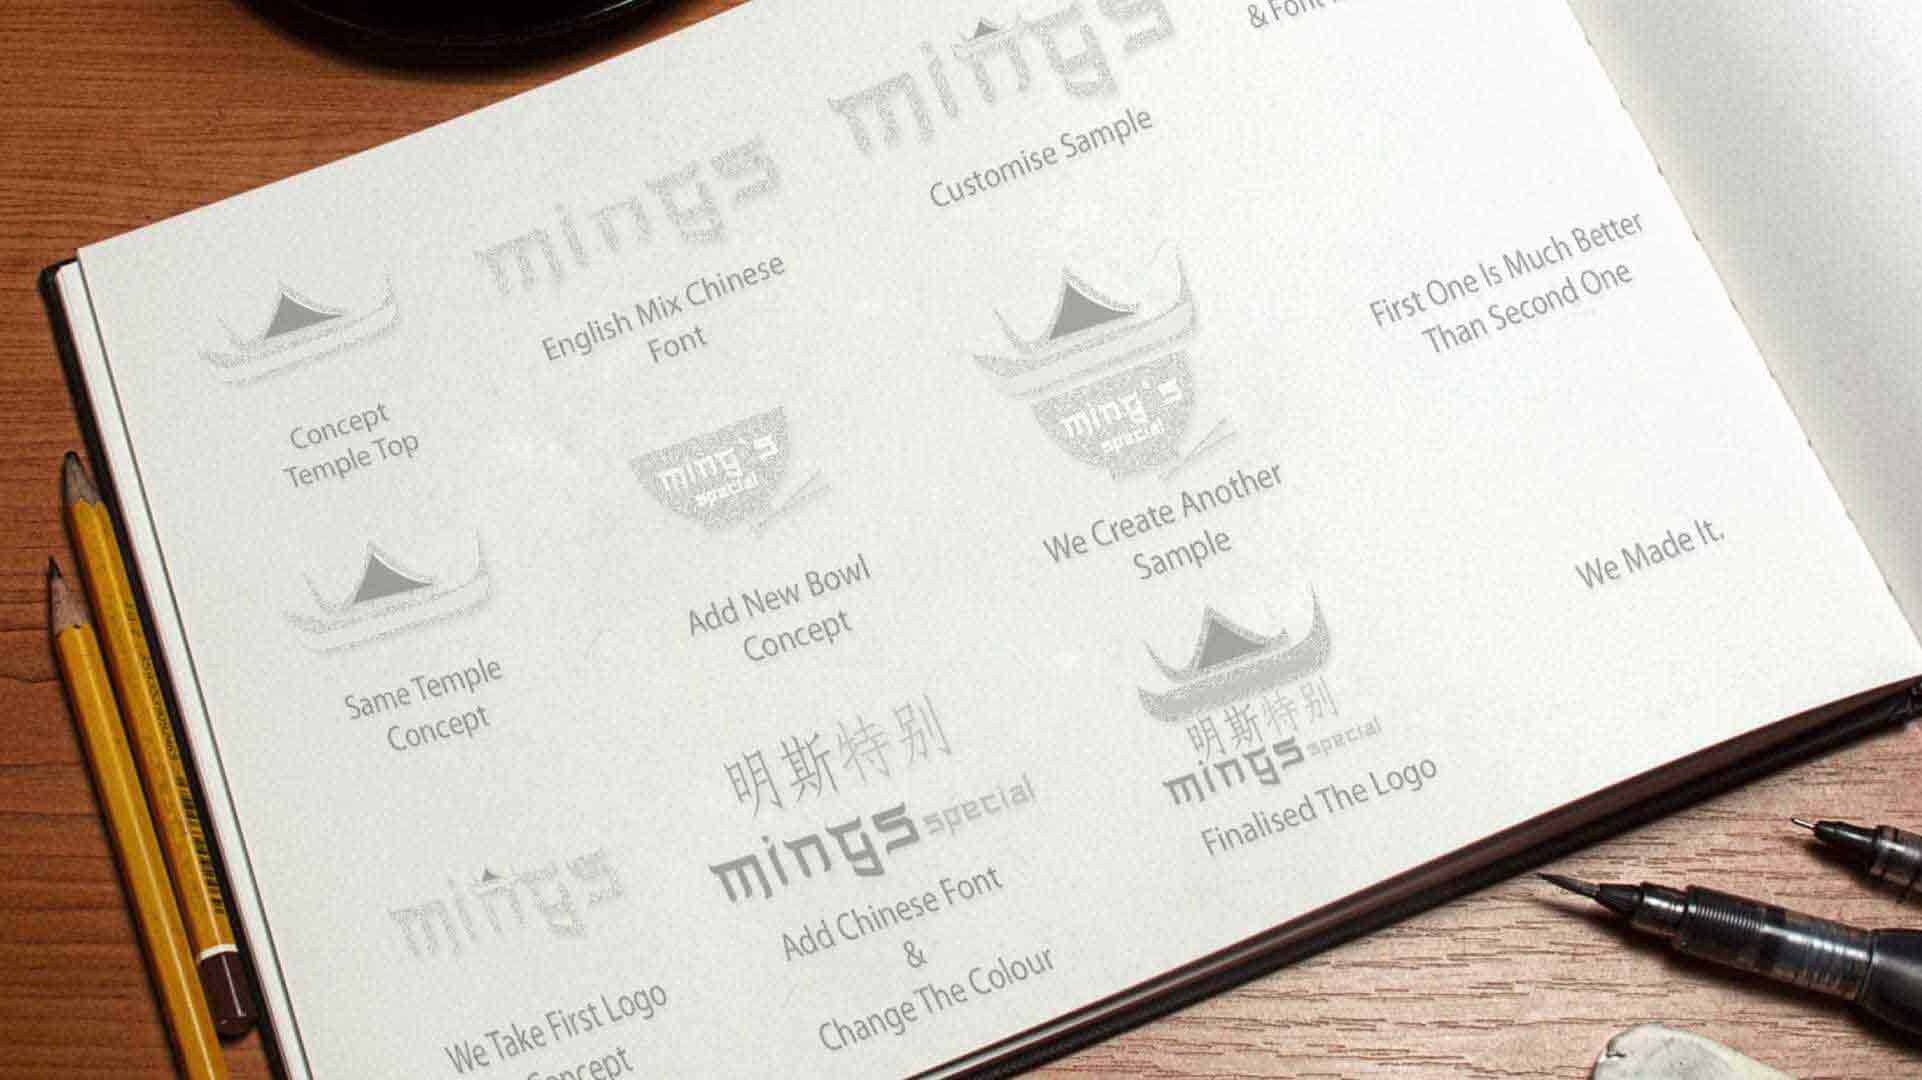 & Font
mings
Customise Sample
mings
English Mix Chinese
Font
Concept
Temple Top
First One Is Much Better
Than Second One
ming's
special
We Create Another
Sample
ming's
special
Add New Bowl
Concept
Same Temple
Concept
We Made It,
明斯特别
mings special
Finalised The Logo
明斯特别
mings special
Add Chinese Font
&
Change The Colour
mings
We Take First Logo
Concept